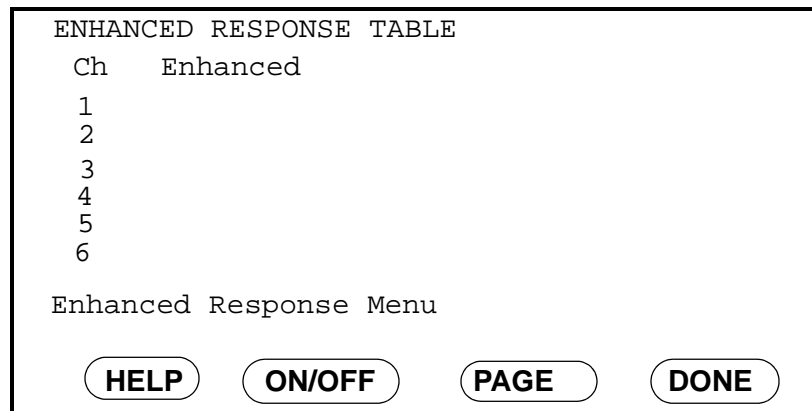 ENHANCED RESPONSE TABLE
Ch Enhanced
1
2
3
4
5
6
Enhanced Response Menu
HELP ON/OFF PAGE DONE